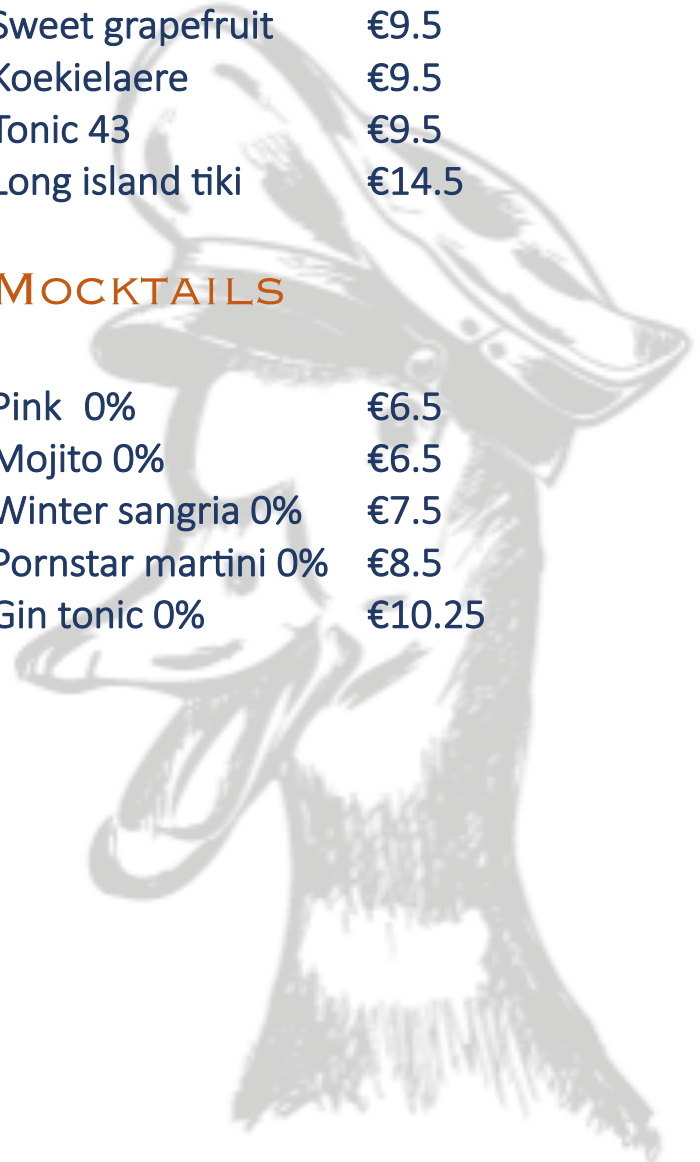 Sweet grapefruit €9.5
Koekielaere €9.5
Tonic 43 €9.5
Long island tiki €14.5
Mocktails
Pink 0% €6.5
Mojito 0% €6.5
Winter sangria 0% €7.5
Pornstar martini 0% €8.5
Gin tonic 0% €10.25